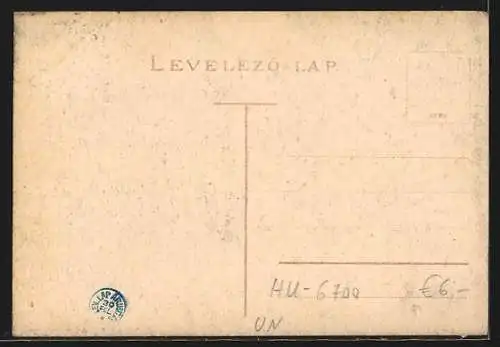 LEVELEZŐ-LAP
HU-6700
€6,-
UN